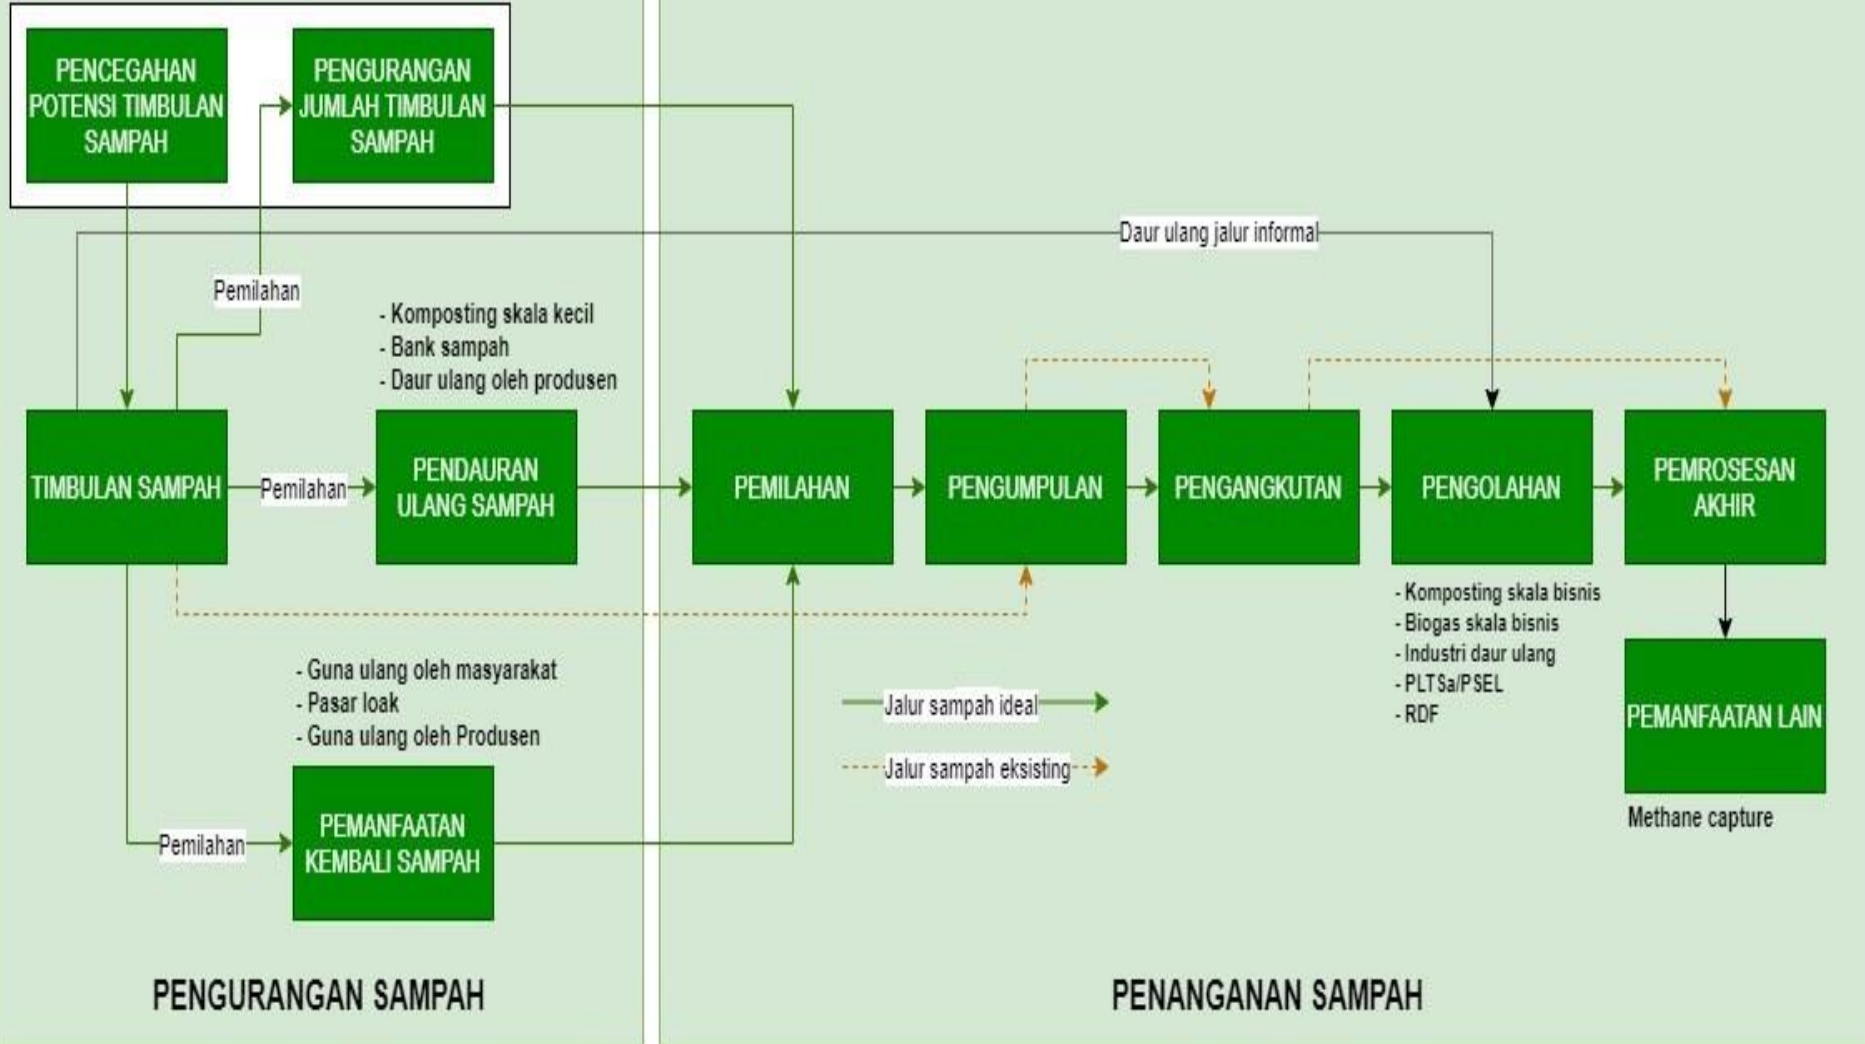 PENCEGAHAN
POTENSI TIMBULAN
SAMPAH
PENGURANGAN
JUMLAH TIMBULAN
SAMPAH
Daur ulang jalur informal
Pemilahan
- Komposting skala kecil
- Bank sampah
- Daur ulang oleh produsen
TIMBULAN SAMPAH
Pemilahan
PENDAURAN
ULANG SAMPAH
PEMILAHAN
PENGUMPULAN
PENGANGKUTAN
PENGOLAHAN
PEMROSESAN
AKHIR
- Komposting skala bisnis
- Biogas skala bisnis
- Industri daur ulang
- PLTSa/PSEL
- RDF
- Guna ulang oleh masyarakat
- Pasar loak
- Guna ulang oleh Produsen
Jalur sampah ideal
Jalur sampah eksisting
PEMANFAATAN LAIN
Methane capture
Pemilahan
PEMANFAATAN
KEMBALI SAMPAH
PENGURANGAN SAMPAH
PENANGANAN SAMPAH